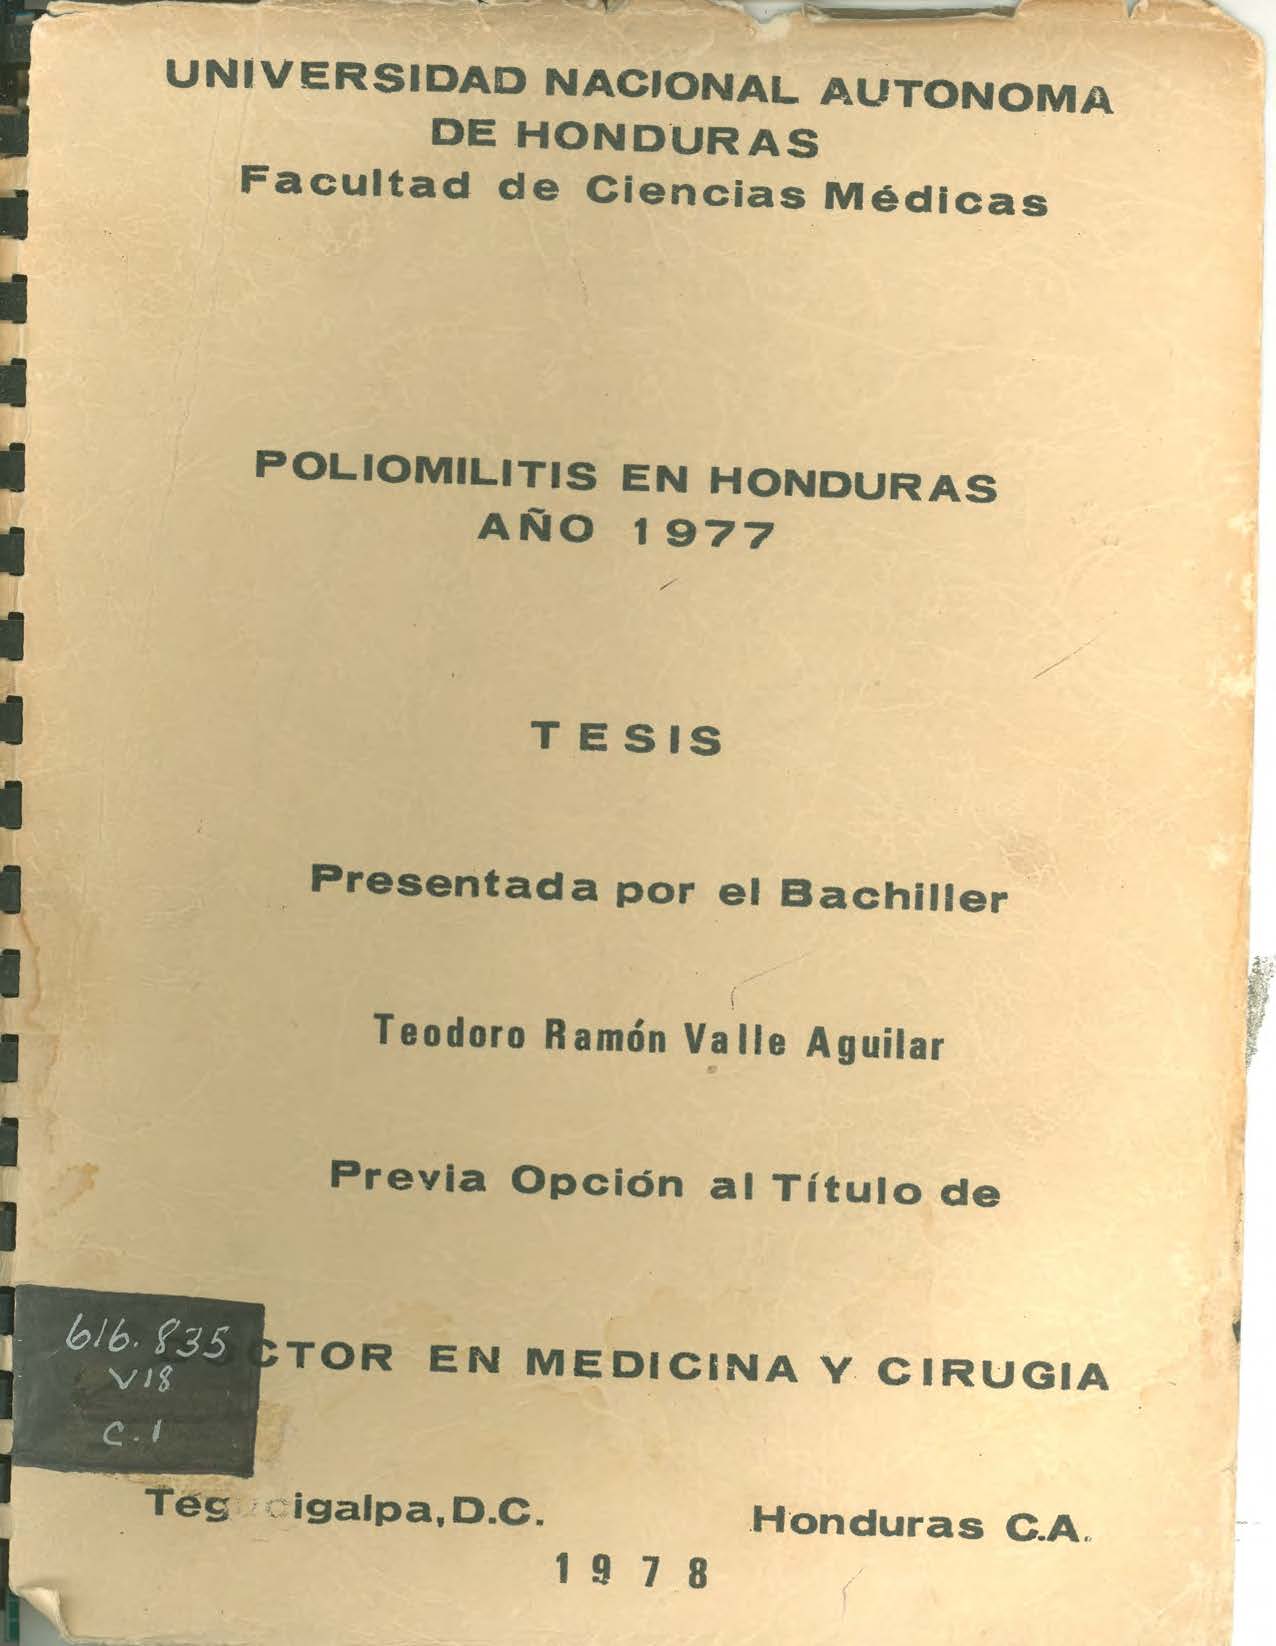 UNIVERSIDAD NACIONAL AUTONOMA
DE HONDURAS
Facultad de Ciencias Médicas
POLIOMILITIS EN HONDURAS
AÑO 1977
TESIS
Presentada por el Bachiller
Teodoro Ramón Valle Aguilar
Previa Opción al Título de
CTOR EN MEDICINA Y CIRUGIA
616.835
V18
C.1
Tegucigalpa, D.C. Honduras C.A.
1978